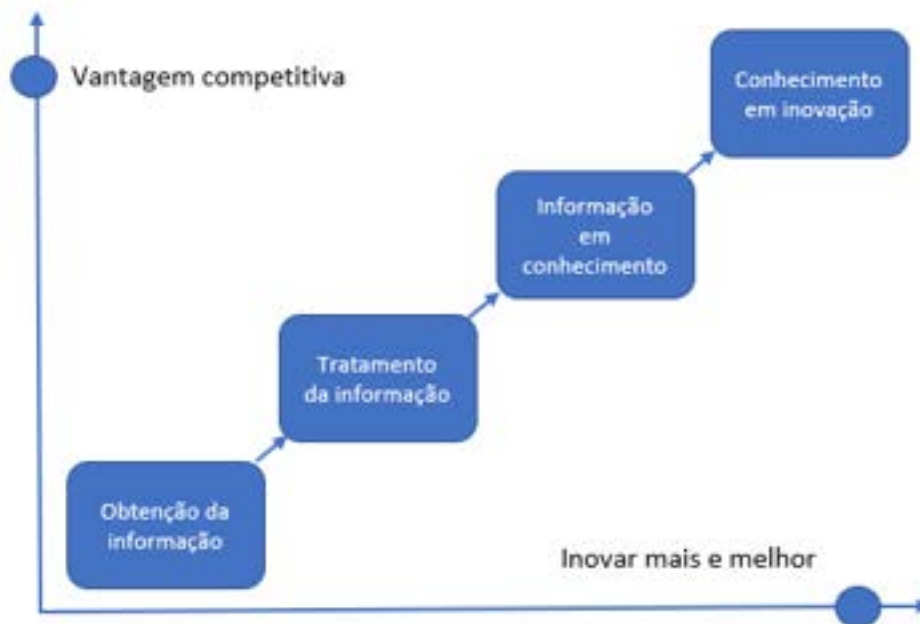 Vantagem competitiva
Conhecimento
em inovação
Informação
em
conhecimento
Tratamento
da informação
Obtenção da
informação
Inovar mais e melhor